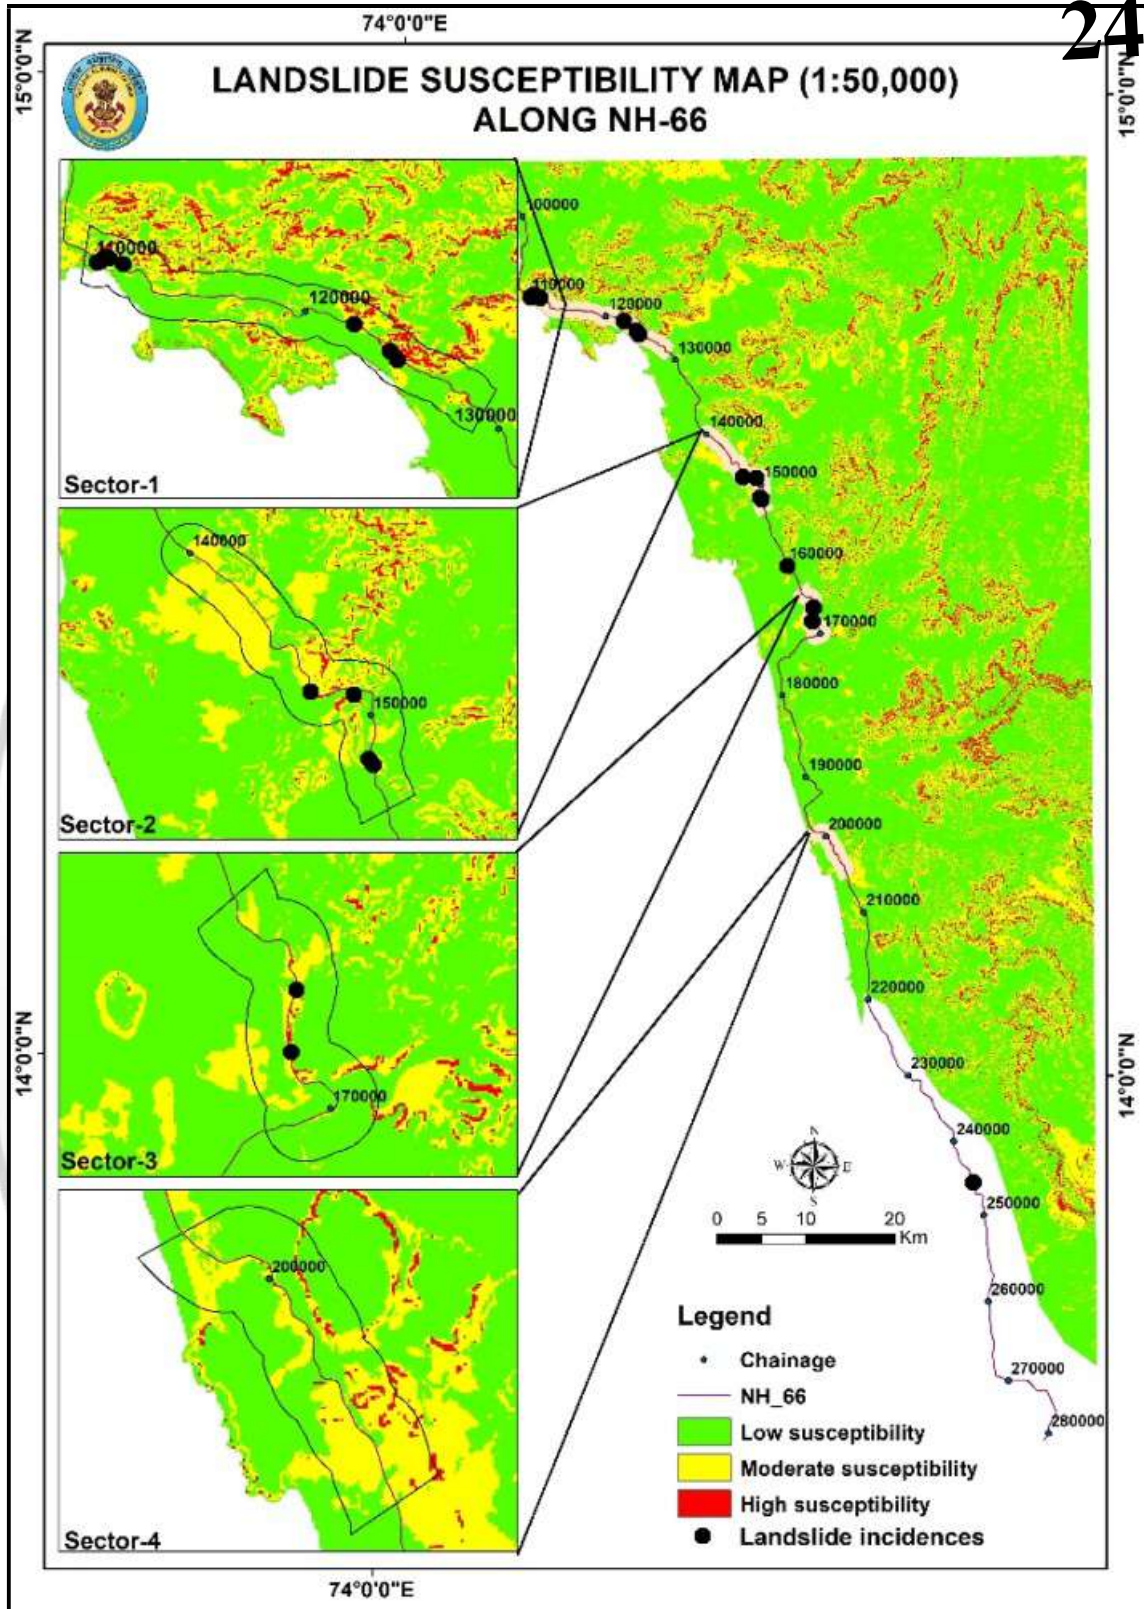 24
74°0'0"E
15°0'0"N
15°0'0"N
LANDSLIDE SUSCEPTIBILITY MAP (1:50,000)
ALONG NH-66
110000
120000
130000
Sector-1
140000
150000
Sector-2
170000
Sector-3
200000
Sector-4
100000
110000
120000
130000
140000
150000
160000
170000
180000
190000
200000
210000
220000
230000
240000
250000
260000
270000
280000
14°0'0"N
14°0'0"N
N
W
E
S
0 5 10 20
Km
Legend
Chainage
NH_66
Low susceptibility
Moderate susceptibility
High susceptibility
Landslide incidences
74°0'0"E